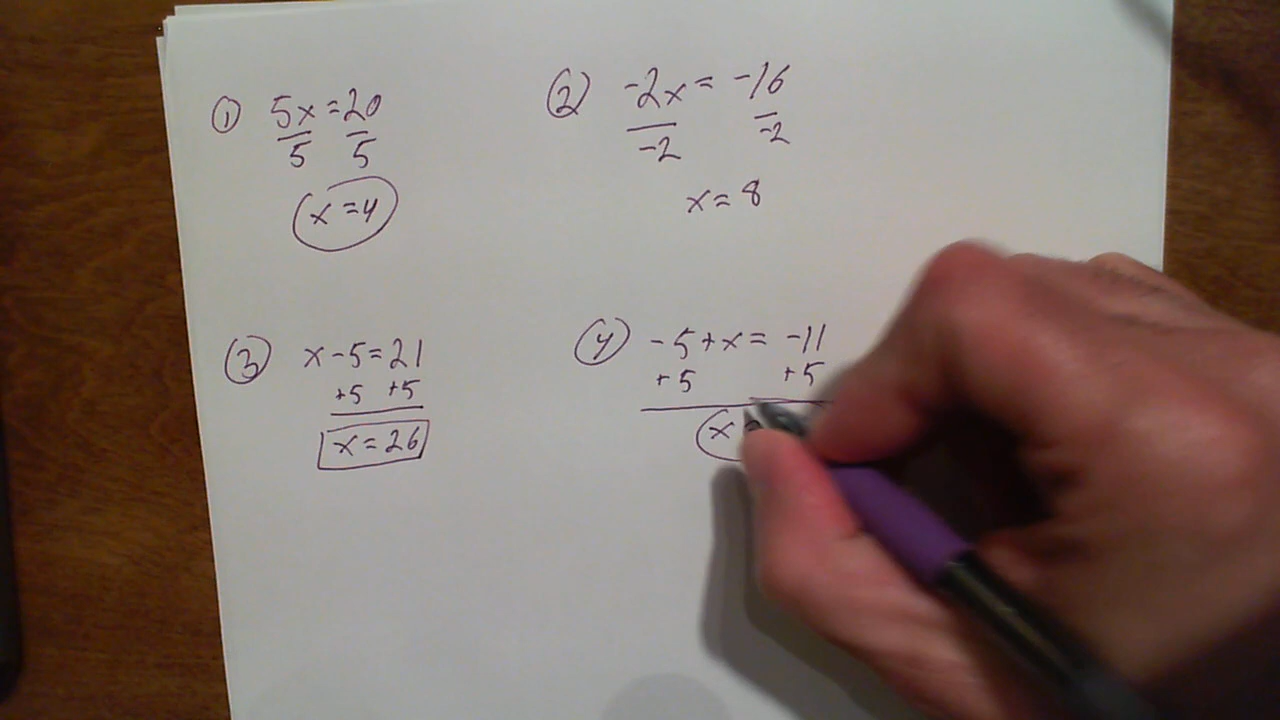 ① 5x = 20
5 5
x = 4
② -2x = -16
-2 -2
x = 8
③ x - 5 = 21
+5 +5
x = 26
④ -5 + x = -11
+5 +5
x